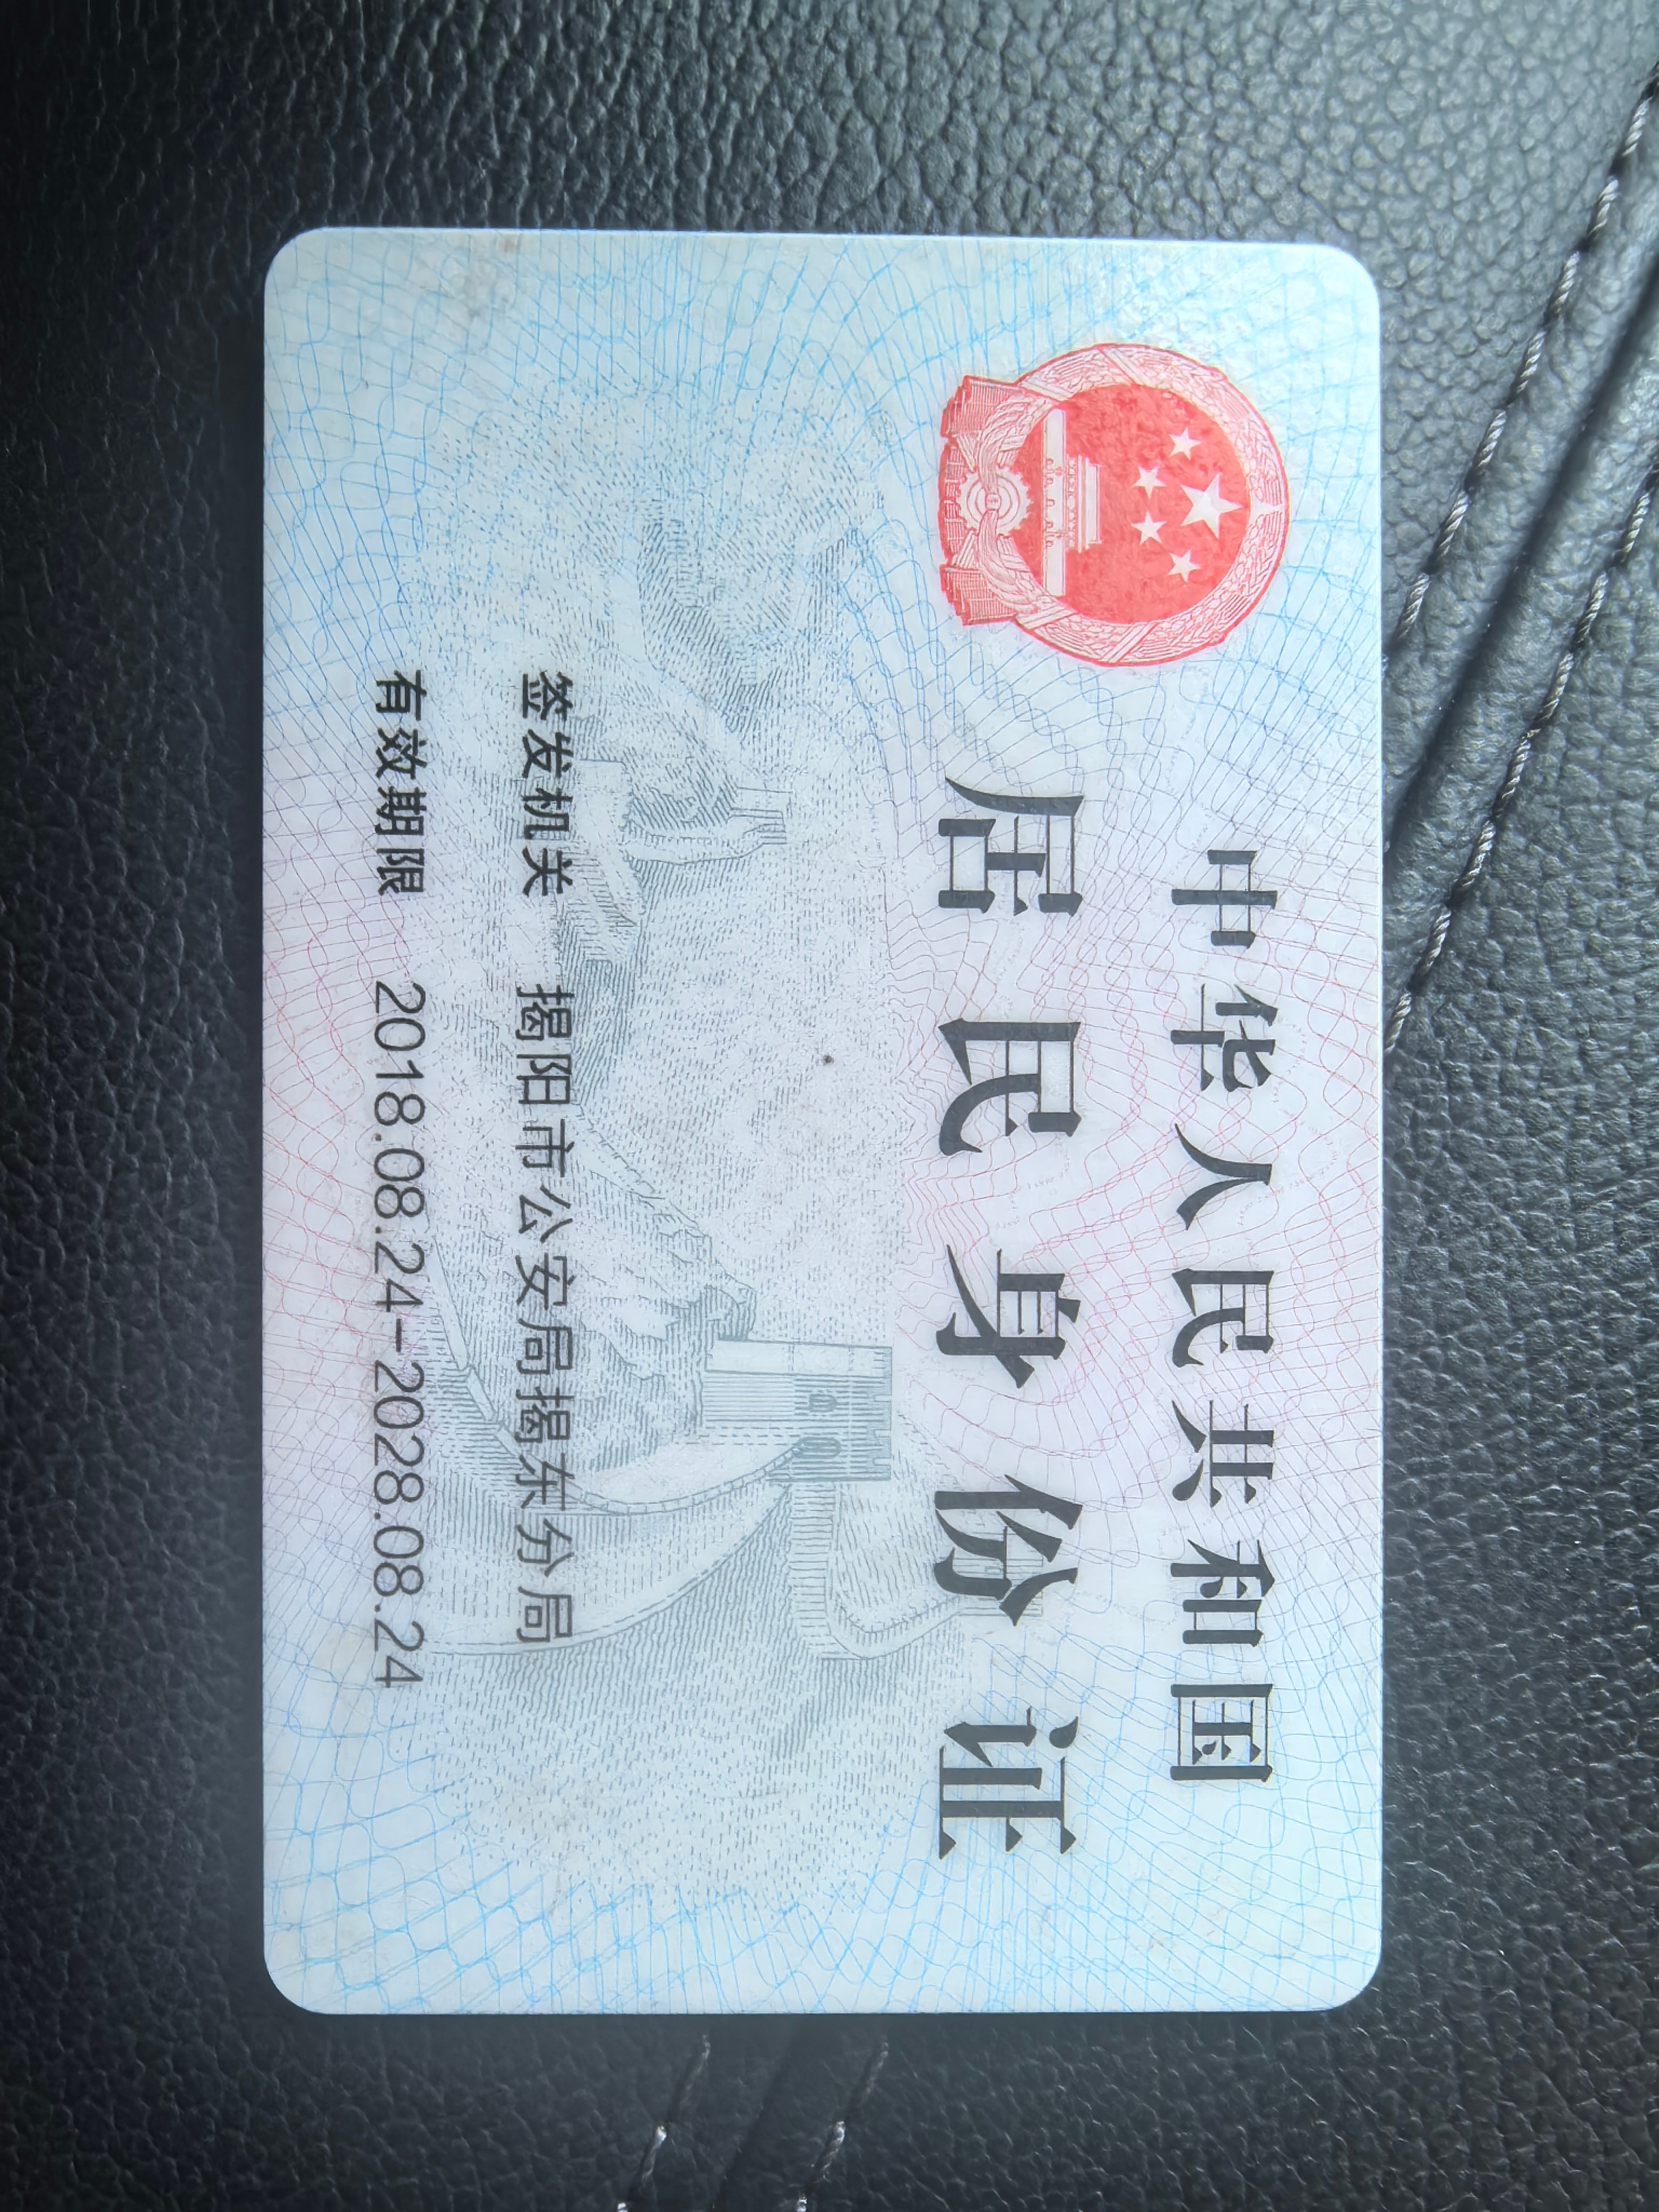 中华人民共和国
居民身份证
签发机关 揭阳市公安局揭东分局
有效期限 2018.08.24-2028.08.24